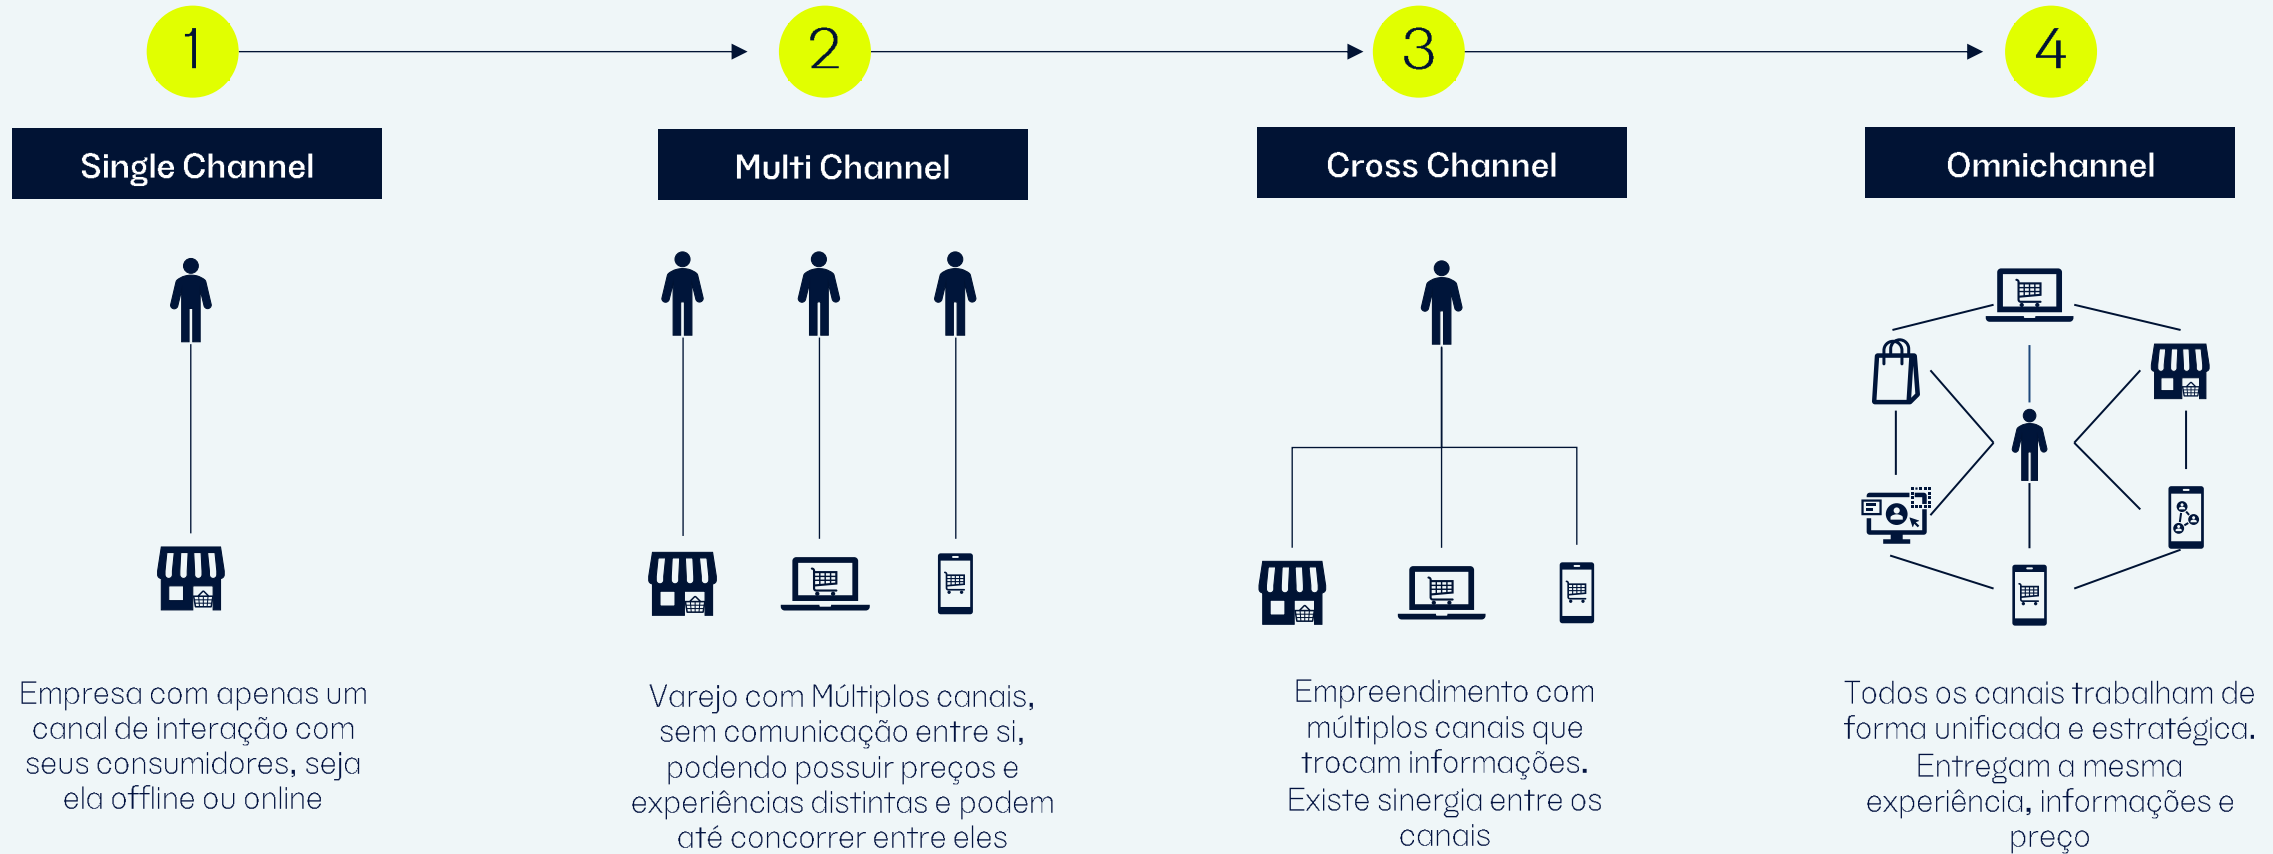 1
2
3
4
Single Channel
Multi Channel
Cross Channel
Omnichannel
Empresa com apenas um
canal de interação com
seus consumidores, seja
ela offline ou online
Varejo com Múltiplos canais,
sem comunicação entre si,
podendo possuir preços e
experiências distintas e podem
até concorrer entre eles
Empreendimento com
múltiplos canais que
trocam informações.
Existe sinergia entre os
canais
Todos os canais trabalham de
forma unificada e estratégica.
Entregam a mesma
experiência, informações e
preço